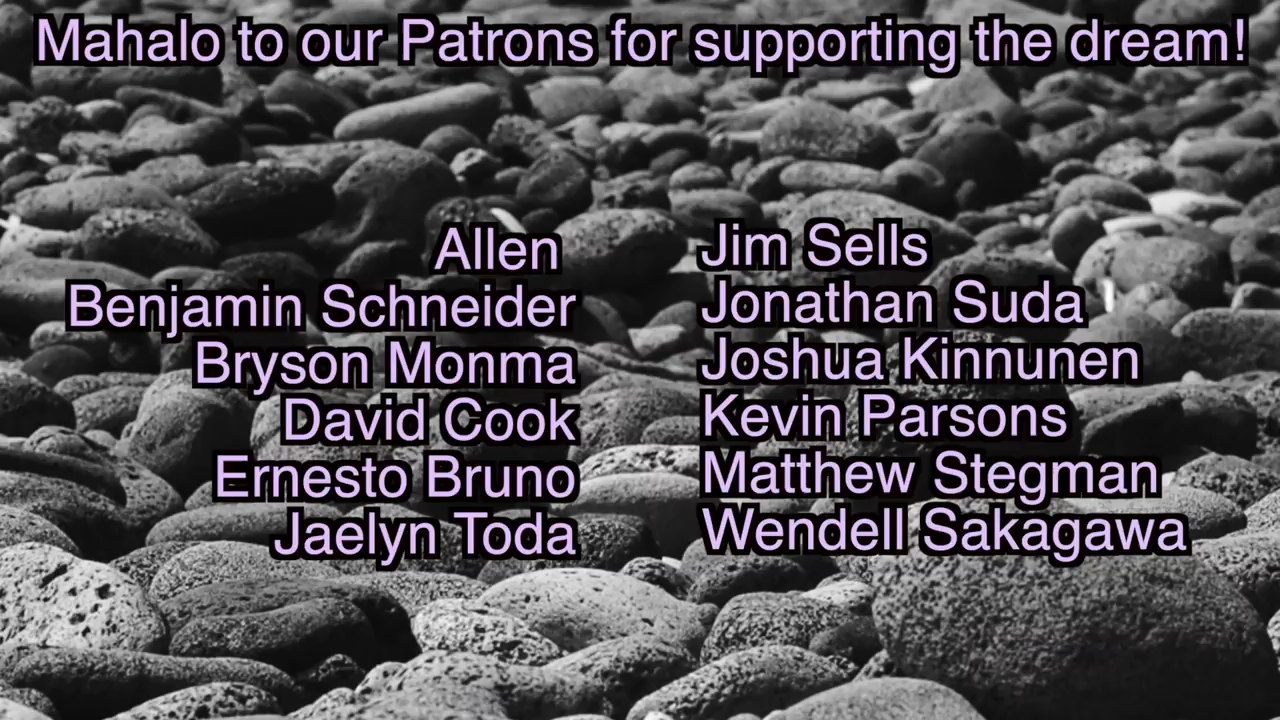 Mahalo to our Patrons for supporting the dream!
Allen
Benjamin Schneider
Bryson Monma
David Cook
Ernesto Bruno
Jaelyn Toda
Jim Sells
Jonathan Suda
Joshua Kinnunen
Kevin Parsons
Matthew Stegman
Wendell Sakagawa